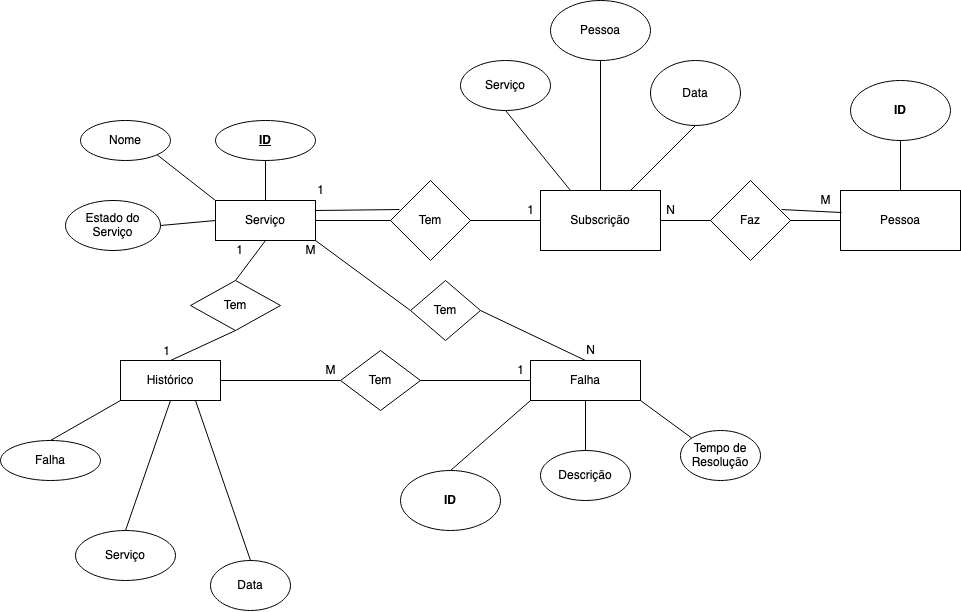 Pessoa
Serviço
Data
ID
Nome
ID
Estado do
Serviço
Serviço
1
Tem
1
Subscrição
N
Faz
M
Pessoa
1
M
Tem
Tem
1
N
Histórico
M
Tem
1
Falha
Falha
Serviço
Data
ID
Descrição
Tempo de
Resolução